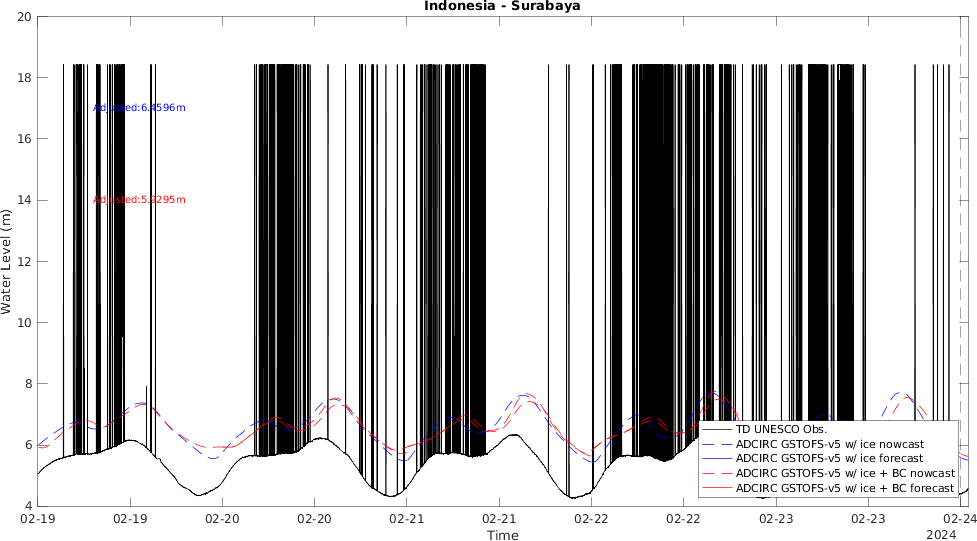 Indonesia - Surabaya
20
18
16
14
12
10
8
6
4
Water Level (m)
Adjusted:6.4596m
TD UNESCO Obs.
ADCIRC GSTOFS-v5 w/ ice nowcast
ADCIRC GSTOFS-v5 w/ ice forecast
ADCIRC GSTOFS-v5 w/ ice + BC nowcast
ADCIRC GSTOFS-v5 w/ ice + BC forecast
02-19 02-19 02-20 02-20 02-21 02-21 02-22 02-22 02-23 02-23 02-24
Time
2024